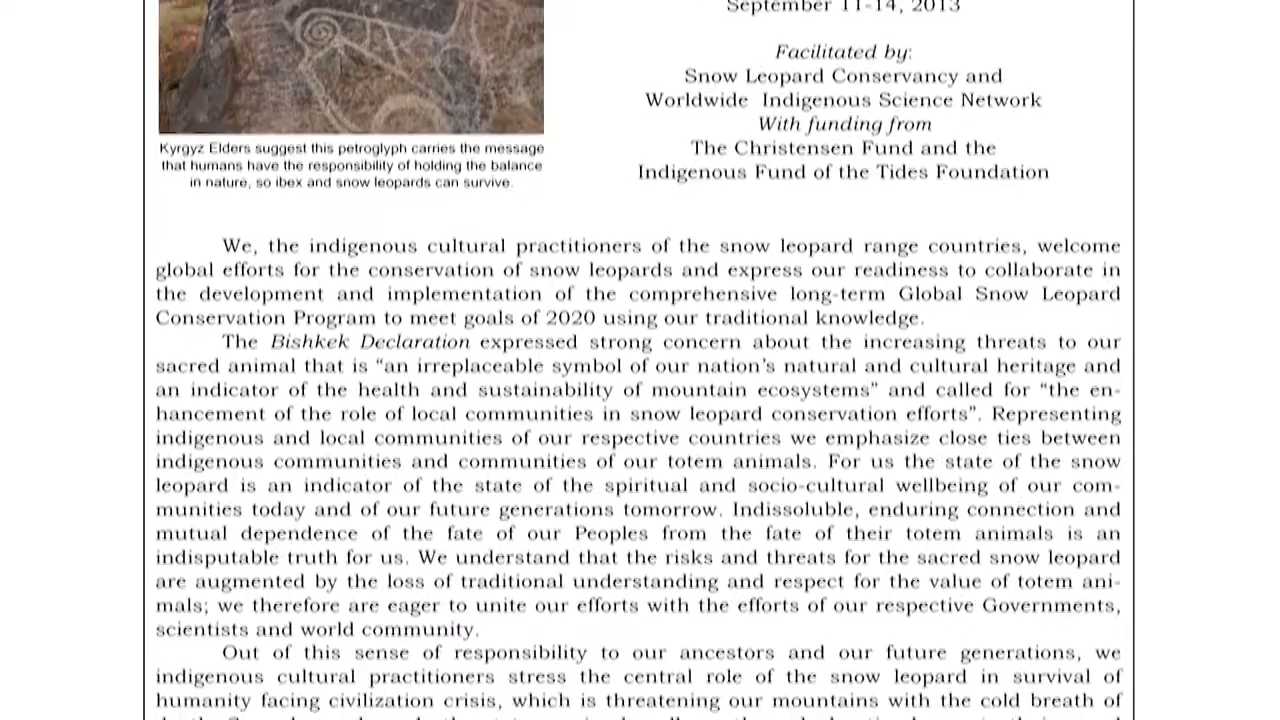 September 11-14, 2013
Facilitated by:
Snow Leopard Conservancy and
Worldwide Indigenous Science Network
With funding from
The Christensen Fund and the
Indigenous Fund of the Tides Foundation
Kyrgyz Elders suggest this petroglyph carries the message
that humans have the responsibility of holding the balance
in nature, so ibex and snow leopards can survive.
We, the indigenous cultural practitioners of the snow leopard range countries, welcome
global efforts for the conservation of snow leopards and express our readiness to collaborate in
the development and implementation of the comprehensive long-term Global Snow Leopard
Conservation Program to meet goals of 2020 using our traditional knowledge.
The Bishkek Declaration expressed strong concern about the increasing threats to our
sacred animal that is “an irreplaceable symbol of our nation’s natural and cultural heritage and
an indicator of the health and sustainability of mountain ecosystems” and called for “the en-
hancement of the role of local communities in snow leopard conservation efforts”. Representing
indigenous and local communities of our respective countries we emphasize close ties between
indigenous communities and communities of our totem animals. For us the state of the snow
leopard is an indicator of the state of the spiritual and socio-cultural wellbeing of our com-
munities today and of our future generations tomorrow. Indissoluble, enduring connection and
mutual dependence of the fate of our Peoples from the fate of their totem animals is an
indisputable truth for us. We understand that the risks and threats for the sacred snow leopard
are augmented by the loss of traditional understanding and respect for the value of totem ani-
mals; we therefore are eager to unite our efforts with the efforts of our respective Governments,
scientists and world community.
Out of this sense of responsibility to our ancestors and our future generations, we
indigenous cultural practitioners stress the central role of the snow leopard in survival of
humanity facing civilization crisis, which is threatening our mountains with the cold breath of